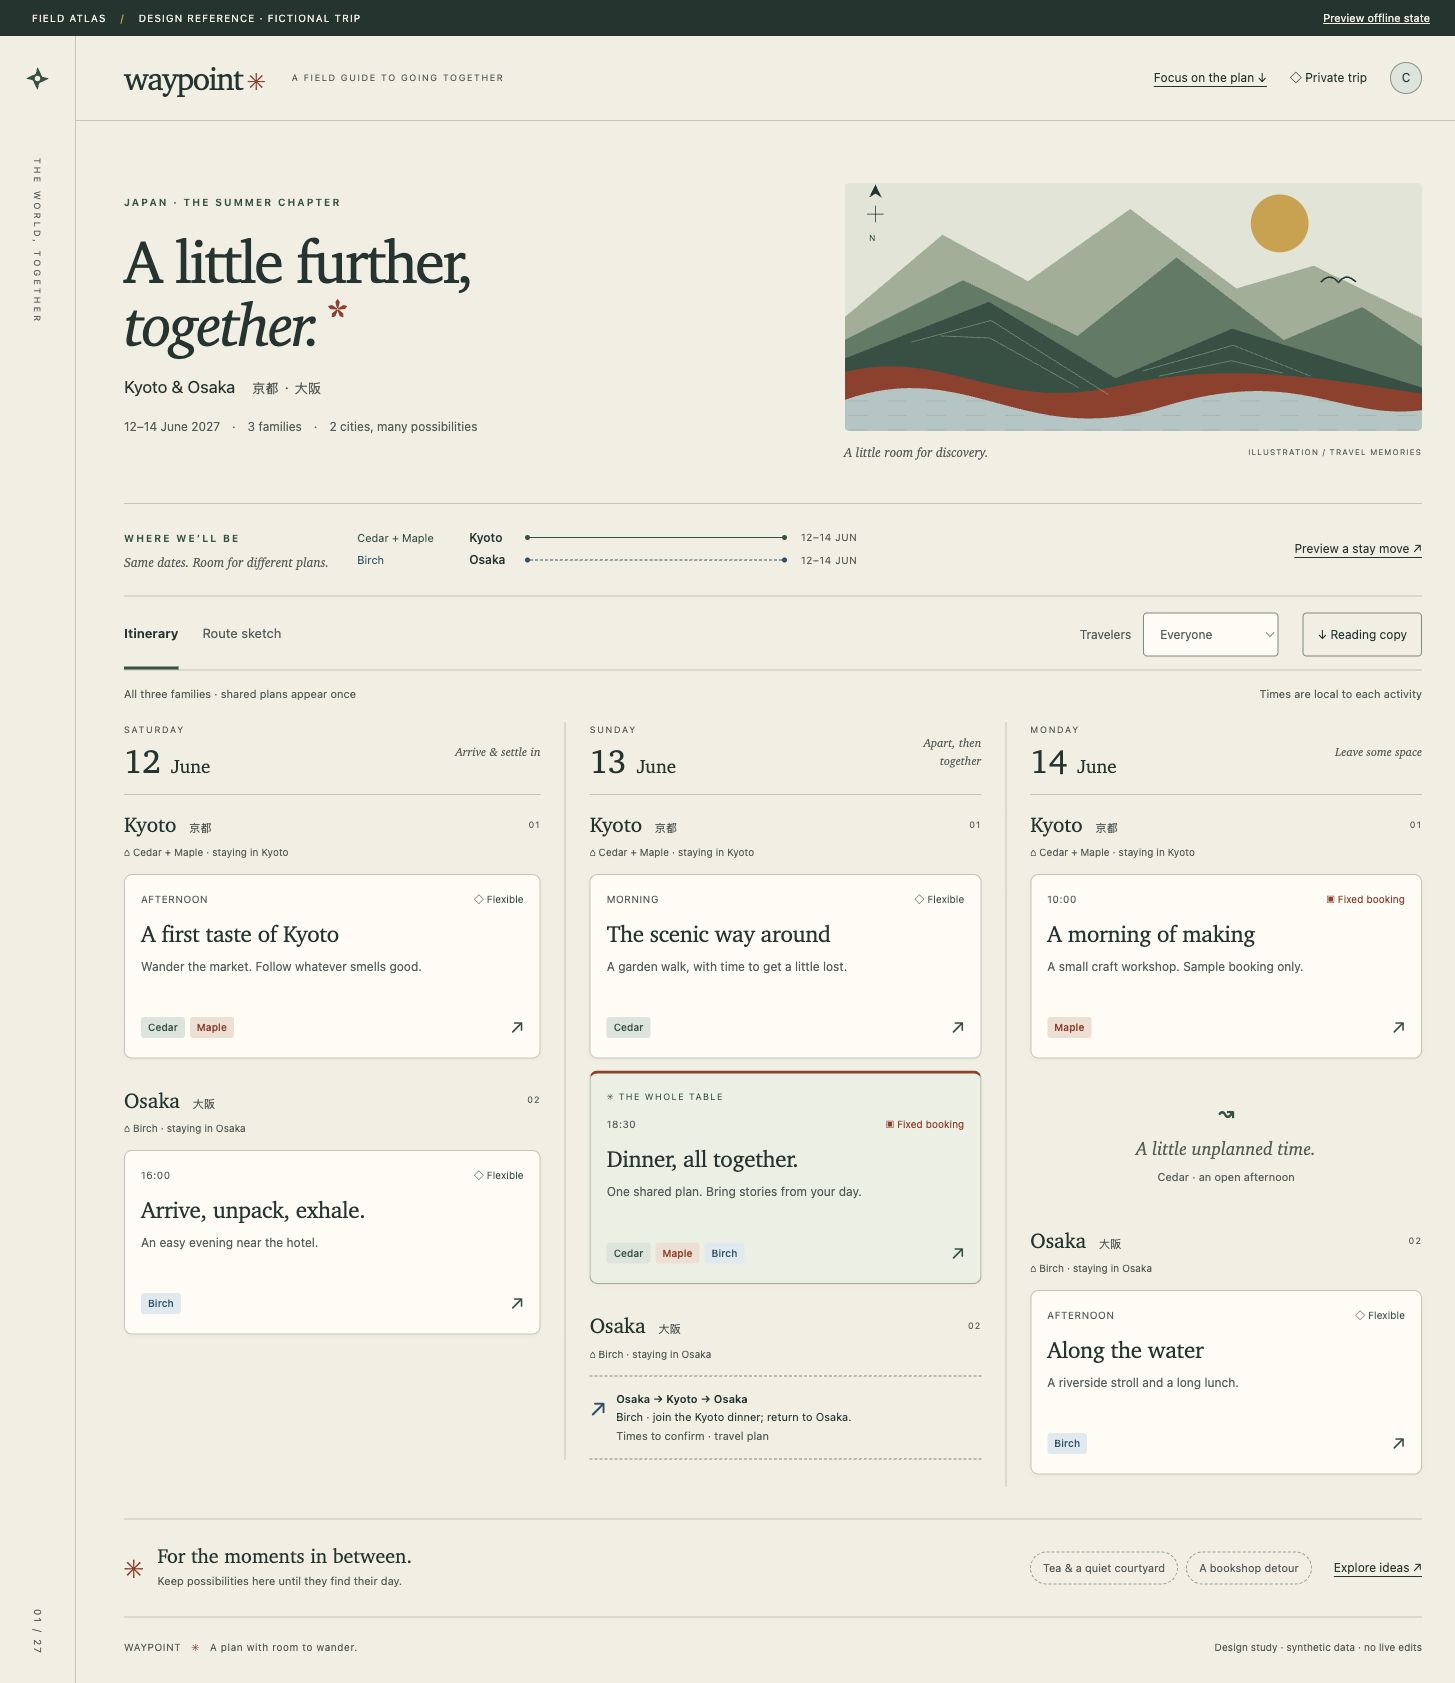 FIELD ATLAS / DESIGN REFERENCE · FICTIONAL TRIP
Preview offline state
waypoint
A FIELD GUIDE TO GOING TOGETHER
Focus on the plan ↓
◇ Private trip
C
THE WORLD, TOGETHER
JAPAN · THE SUMMER CHAPTER
A little further,
together.*
Kyoto & Osaka 京都 · 大阪
12–14 June 2027 · 3 families · 2 cities, many possibilities
N
A little room for discovery.
ILLUSTRATION / TRAVEL MEMORIES
WHERE WE'LL BE
Same dates. Room for different plans.
Cedar + Maple Kyoto 12–14 JUN
Birch Osaka 12–14 JUN
Preview a stay move ↗
Itinerary
Route sketch
Travelers
Everyone
↓ Reading copy
All three families · shared plans appear once
Times are local to each activity
SATURDAY
12 June
Arrive & settle in
Kyoto 京都
01
⌂ Cedar + Maple · staying in Kyoto
AFTERNOON
◇ Flexible
A first taste of Kyoto
Wander the market. Follow whatever smells good.
Cedar
Maple
↗
Osaka 大阪
02
⌂ Birch · staying in Osaka
16:00
◇ Flexible
Arrive, unpack, exhale.
An easy evening near the hotel.
Birch
↗
SUNDAY
13 June
Apart, then
together
Kyoto 京都
01
⌂ Cedar + Maple · staying in Kyoto
MORNING
◇ Flexible
The scenic way around
A garden walk, with time to get a little lost.
Cedar
↗
✳ THE WHOLE TABLE
18:30
▣ Fixed booking
Dinner, all together.
One shared plan. Bring stories from your day.
Cedar
Maple
Birch
↗
Osaka 大阪
02
⌂ Birch · staying in Osaka
↗
Osaka → Kyoto → Osaka
Birch · join the Kyoto dinner; return to Osaka.
Times to confirm · travel plan
MONDAY
14 June
Leave some space
Kyoto 京都
01
⌂ Cedar + Maple · staying in Kyoto
10:00
▣ Fixed booking
A morning of making
A small craft workshop. Sample booking only.
Maple
↗
↝
A little unplanned time.
Cedar · an open afternoon
Osaka 大阪
02
⌂ Birch · staying in Osaka
AFTERNOON
◇ Flexible
Along the water
A riverside stroll and a long lunch.
Birch
↗
For the moments in between.
Keep possibilities here until they find their day.
Tea & a quiet courtyard
A bookshop detour
Explore ideas ↗
01 / 27
WAYPOINT ✳ A plan with room to wander.
Design study · synthetic data · no live edits